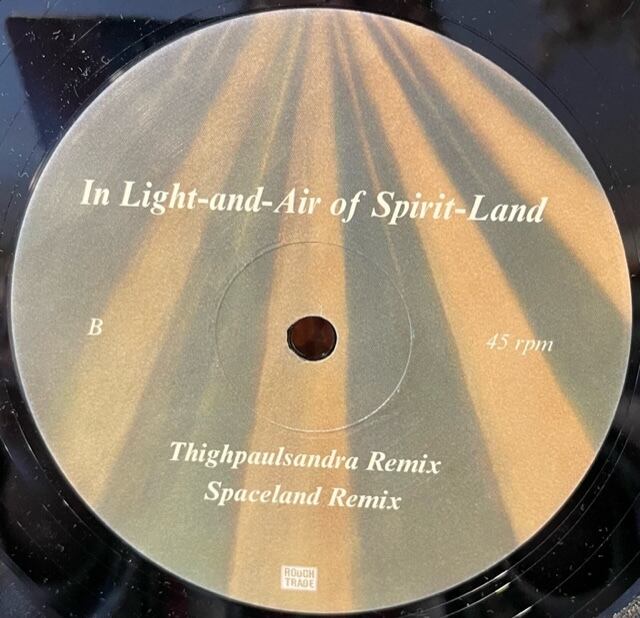 In Light-and-Air of Spirit-Land
B
45 rpm
Thighpaulsandra Remix
Spaceland Remix
ROUGH
TRADE